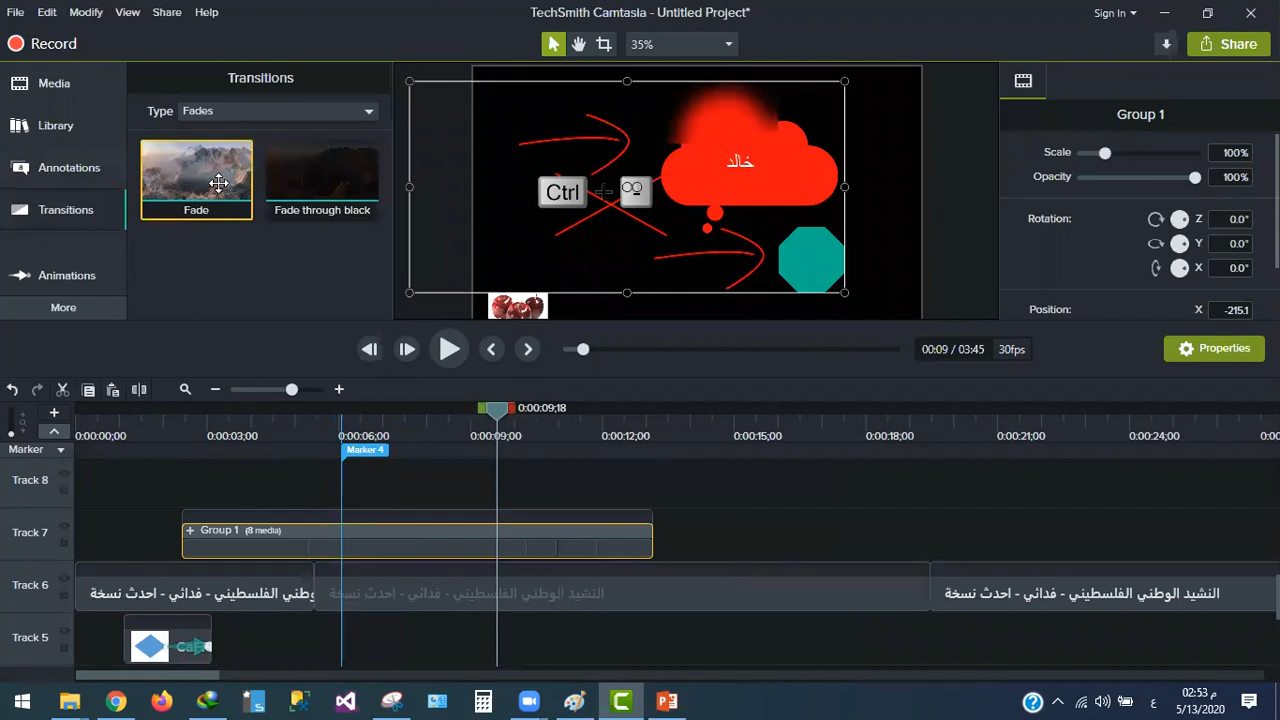 File Edit Modify View Share Help TechSmith Camtasia - Untitled Project* Sign In
Record 35% Share
Media Transitions
Library Type Fades
Annotations
Transitions Fade Fade through black
Animations
More
خالد
Ctrl +
Group 1
Scale 100%
Opacity 100%
Rotation: Z 0.0°
Y 0.0°
X 0.0°
Position: X -215.1
00:09 / 03:45 30fps Properties
0:00:09;18
0:00:00;00 0:00:03;00 0:00:06;00 0:00:09;00 0:00:12;00 0:00:15;00 0:00:18;00 0:00:21;00 0:00:24;00
Marker Marker 4
Track 8
Track 7 + Group 1 (8 media)
Track 6 النشيد الوطني الفلسطيني - فدائي - احدث نسخة النشيد الوطني الفلسطيني - فدائي - احدث نسخة
Track 5
م 02:53
ع
5/13/2020